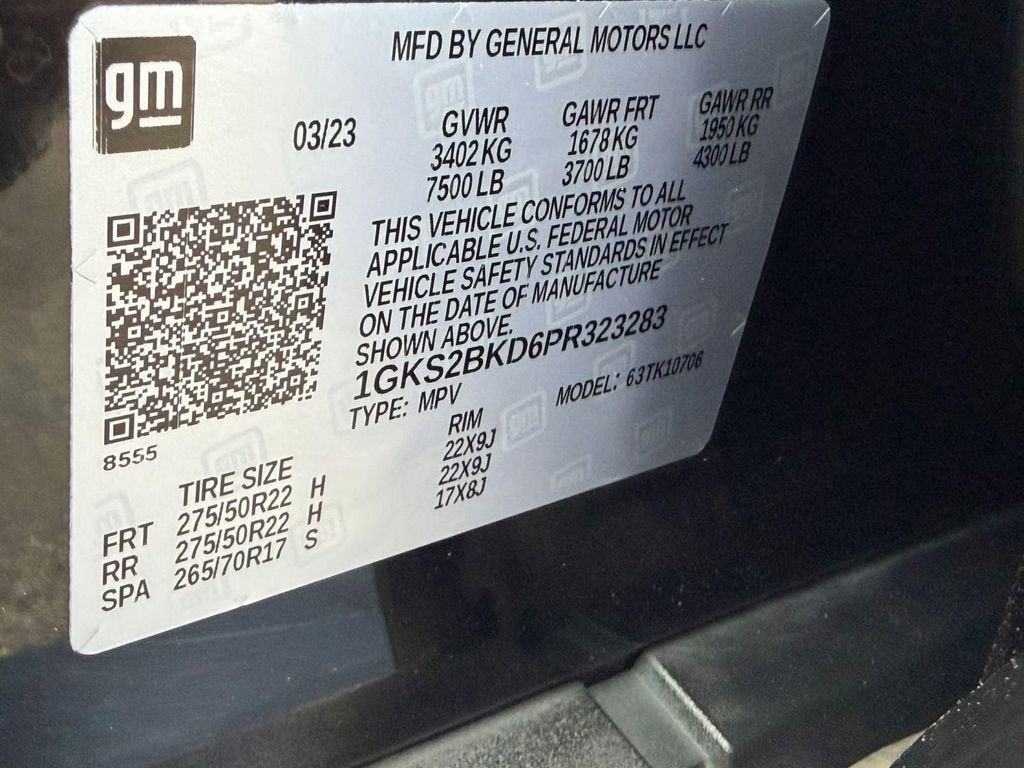 gm
MFD BY GENERAL MOTORS LLC
03/23
GVWR GAWR FRT GAWR RR
3402 KG 1678 KG 1950 KG
7500 LB 3700 LB 4300 LB
THIS VEHICLE CONFORMS TO ALL
APPLICABLE U.S. FEDERAL MOTOR
VEHICLE SAFETY STANDARDS IN EFFECT
ON THE DATE OF MANUFACTURE
SHOWN ABOVE.
1GKS2BKD6PR323283
TYPE: MPV MODEL: 63TK10706
8555
TIRE SIZE RIM
FRT 275/50R22 H 22X9J
RR 275/50R22 H 22X9J
SPA 265/70R17 S 17X8J